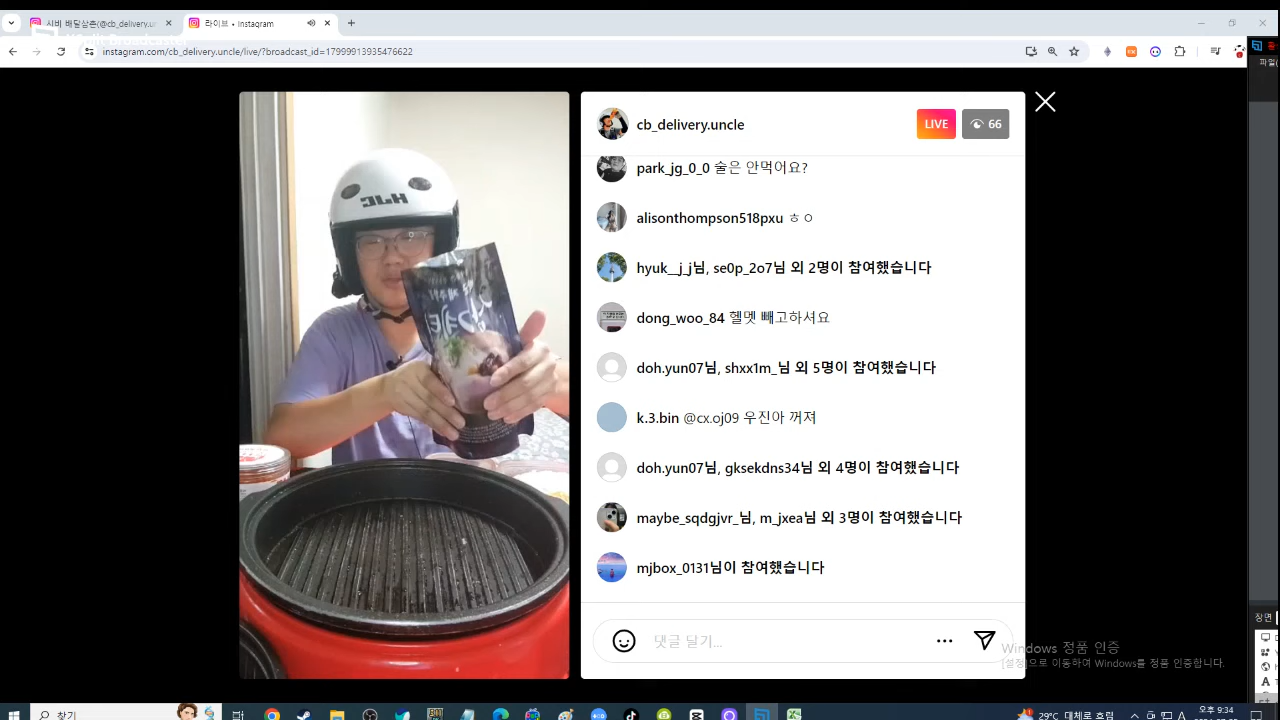 시배 배달삼촌(@cb_delivery.un
라이브 • Instagram
instagram.com/cb_delivery.uncle/live/?broadcast_id=17999913935476622
파일(
cb_delivery.uncle
LIVE
66
park_jg_0_0 술은 안먹어요?
alisonthompson518pxu ㅎㅇ
hyuk__j_j님, se0p_2o7님 외 2명이 참여했습니다
dong_woo_84 헬멧 빼고하셔요
doh.yun07님, shxx1m_님 외 5명이 참여했습니다
k.3.bin @cx.oj09 우진아 꺼져
doh.yun07님, gksekdns34님 외 4명이 참여했습니다
maybe_sqdgjvr_님, m_jxea님 외 3명이 참여했습니다
mjbox_0131님이 참여했습니다
댓글 달기...
장면
Windows 정품 인증
[설정]으로 이동하여 Windows를 정품 인증합니다.
찾기
29°C 대체로 흐림
오후 9:34